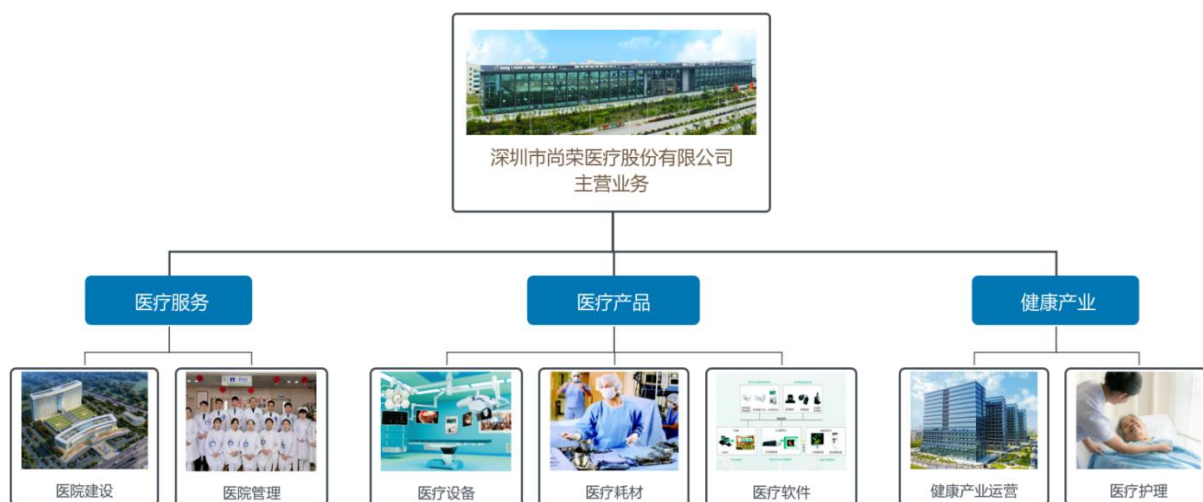 深圳市尚荣医疗股份有限公司
主营业务
医疗服务
医疗产品
健康产业
医院建设
医院管理
医疗设备
医疗耗材
医疗软件
健康产业运营
医疗护理